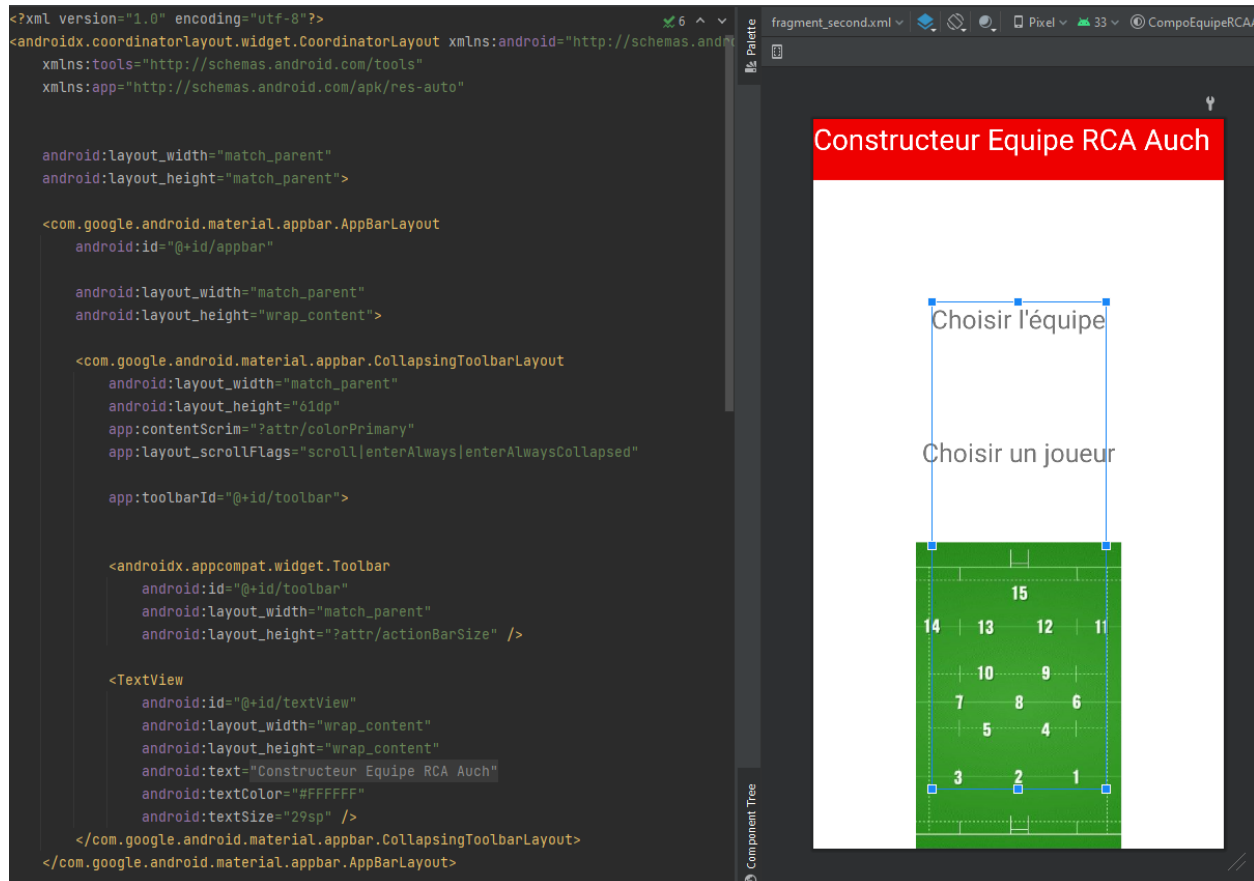 <?xml version="1.0" encoding="utf-8"?>
6
<androidx.coordinatorlayout.widget.CoordinatorLayout xmlns:android="http://schemas.andr
xmlns:tools="http://schemas.android.com/tools"
xmlns:app="http://schemas.android.com/apk/res-auto"
android:layout_width="match_parent"
android:layout_height="match_parent">
<com.google.android.material.appbar.AppBarLayout
android:id="@+id/appbar"
android:layout_width="match_parent"
android:layout_height="wrap_content">
<com.google.android.material.appbar.CollapsingToolbarLayout
android:layout_width="match_parent"
android:layout_height="61dp"
app:contentScrim="?attr/colorPrimary"
app:layout_scrollFlags="scroll|enterAlways|enterAlwaysCollapsed"
app:toolbarId="@+id/toolbar">
<androidx.appcompat.widget.Toolbar
android:id="@+id/toolbar"
android:layout_width="match_parent"
android:layout_height="?attr/actionBarSize" />
<TextView
android:id="@+id/textView"
android:layout_width="wrap_content"
android:layout_height="wrap_content"
android:text="Constructeur Equipe RCA Auch"
android:textColor="#FFFFFF"
android:textSize="29sp" />
</com.google.android.material.appbar.CollapsingToolbarLayout>
</com.google.android.material.appbar.AppBarLayout>
Palette
Component Tree
fragment_second.xml Pixel 33 CompoEquipeRCAA
Constructeur Equipe RCA Auch
Choisir l'équipe
Choisir un joueur
15
14 13 12 11
10 9
7 8 6
5 4
3 2 1